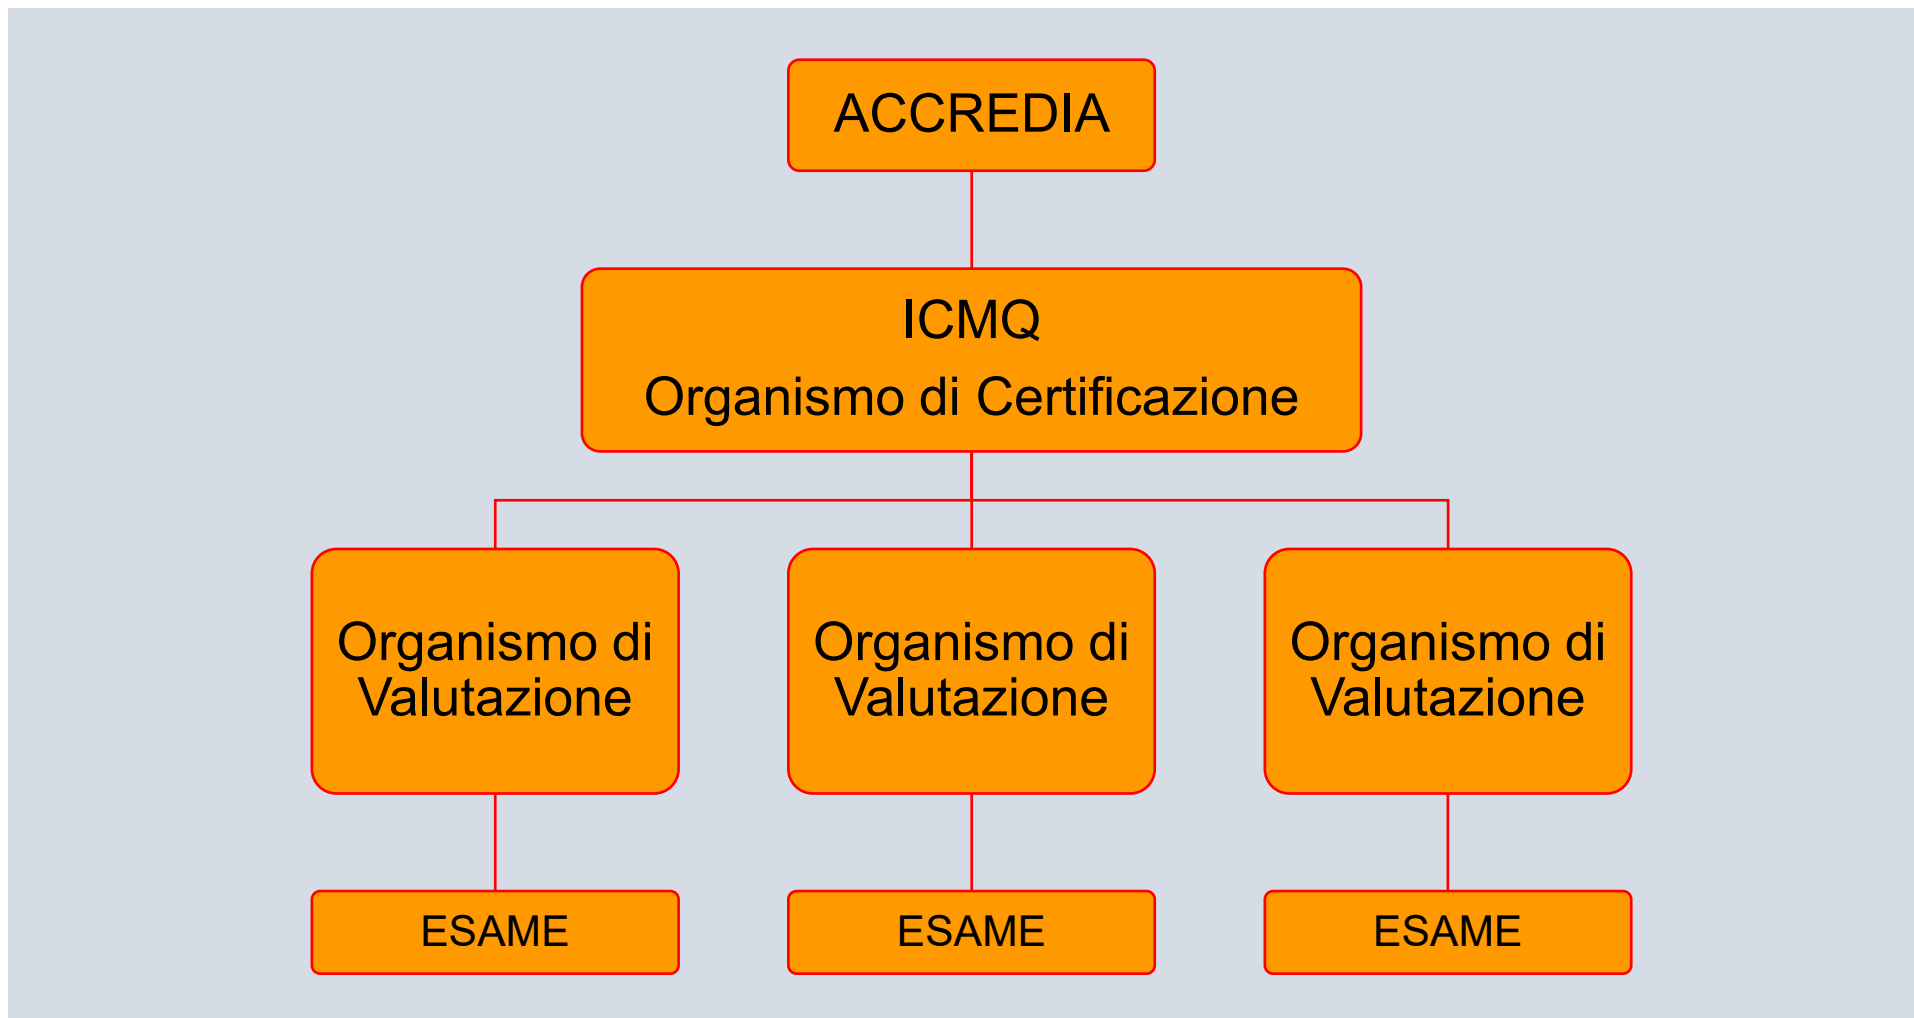 ACCREDIA
ICMQ
Organismo di Certificazione
Organismo di
Valutazione
Organismo di
Valutazione
Organismo di
Valutazione
ESAME
ESAME
ESAME